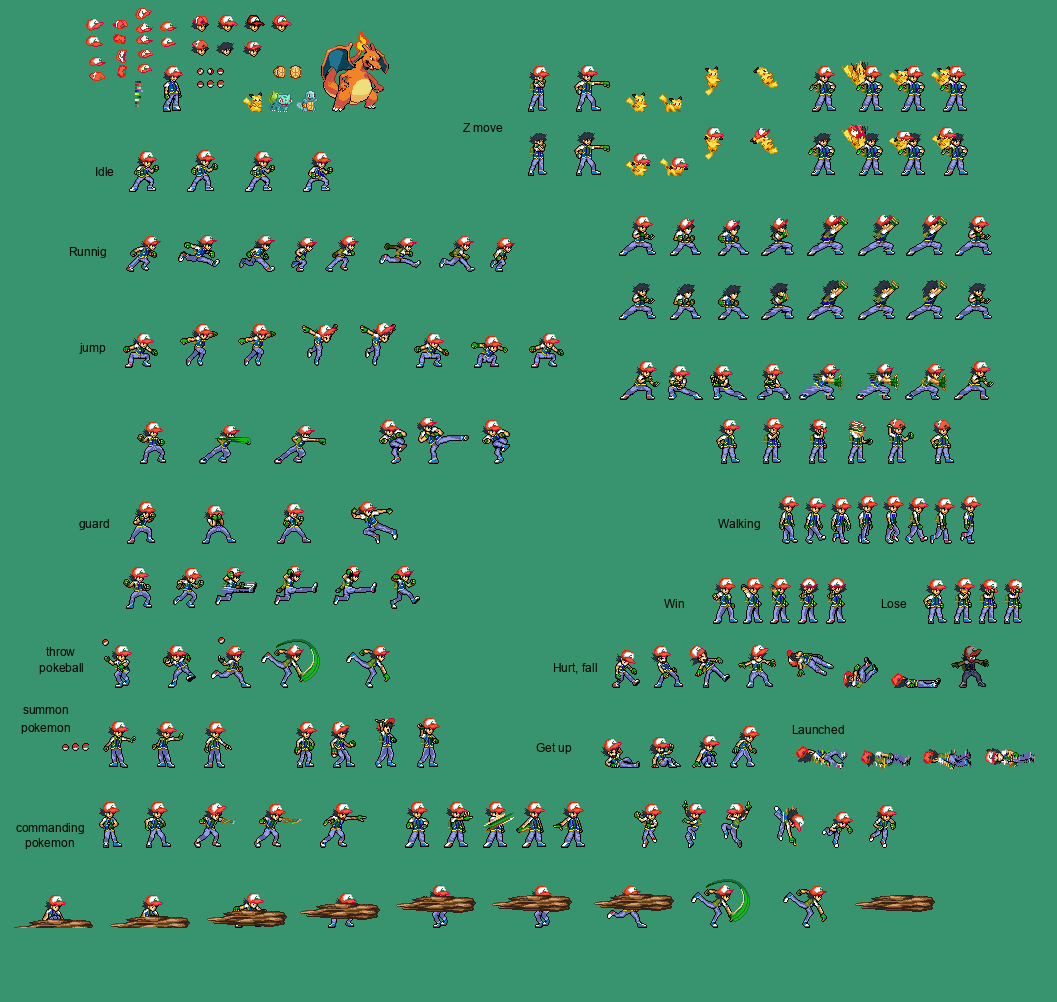 Z move
Idle
Runnig
jump
guard
Walking
Win
Lose
throw
pokeball
Hurt, fall
summon
pokemon
Get up
Launched
commanding
pokemon